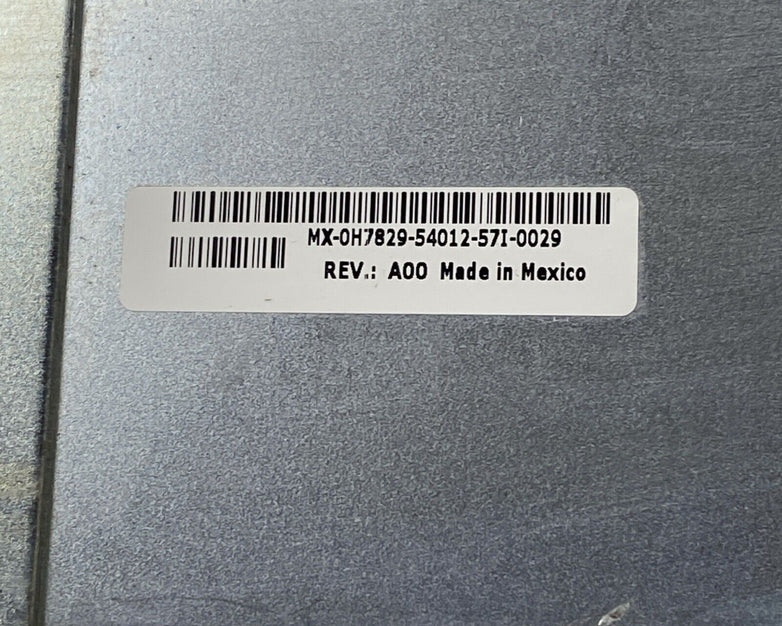 MX-0H7829-54012-57I-0029
REV.: A00 Made in Mexico